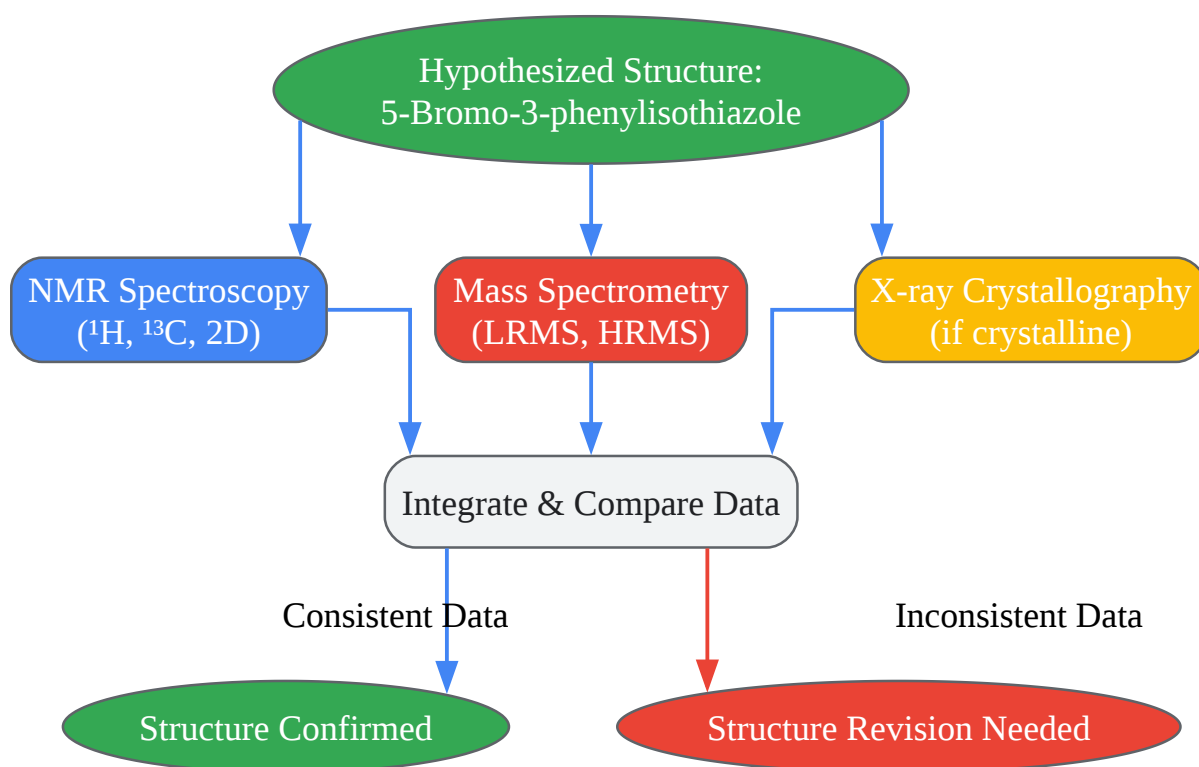 Hypothesized Structure:
5-Bromo-3-phenylisothiazole
NMR Spectroscopy
(¹H, ¹³C, 2D)
Mass Spectrometry
(LRMS, HRMS)
X-ray Crystallography
(if crystalline)
Integrate & Compare Data
Consistent Data
Inconsistent Data
Structure Confirmed
Structure Revision Needed